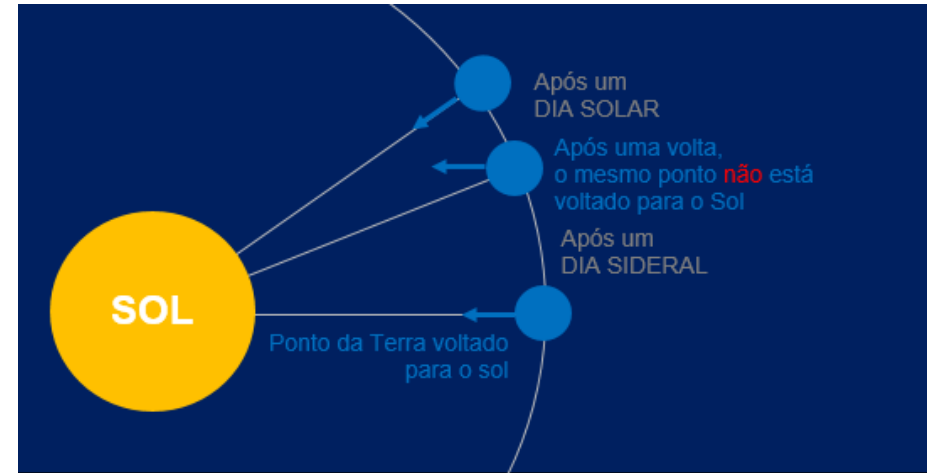 Após um
DIA SOLAR
Após uma volta,
o mesmo ponto não está
voltado para o Sol
Após um
DIA SIDERAL
SOL
Ponto da Terra voltado
para o sol